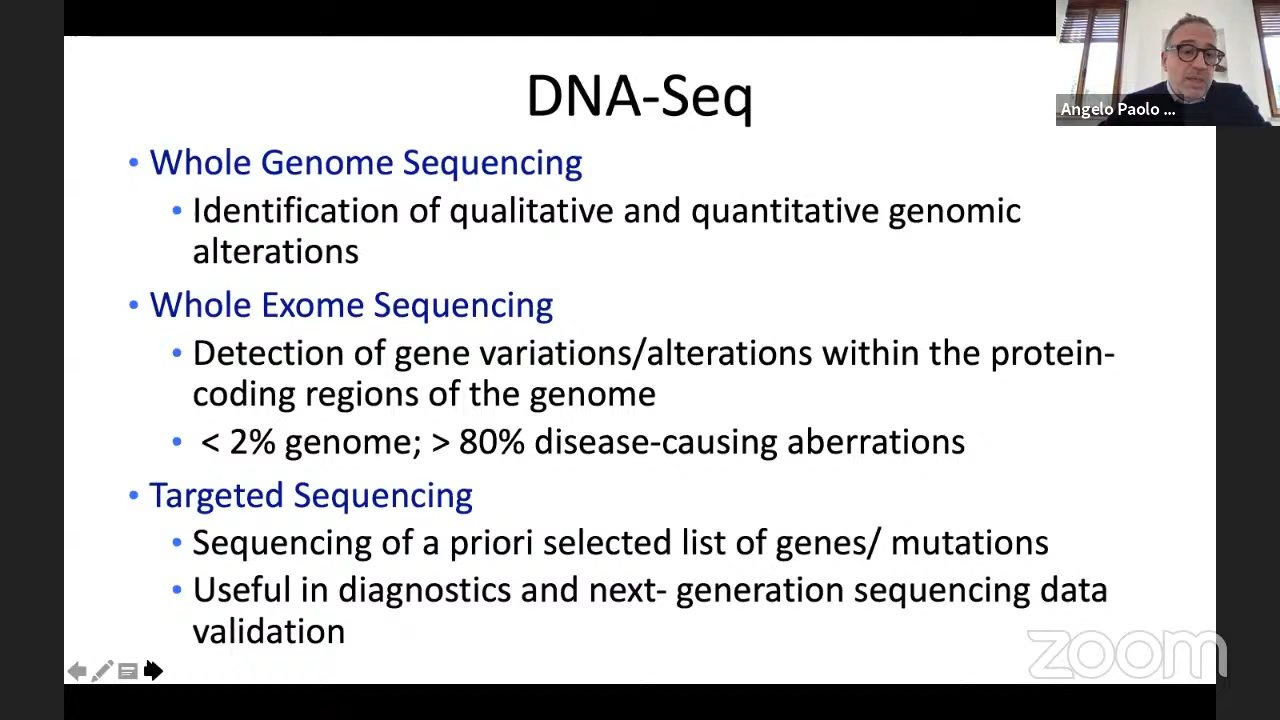 DNA-Seq
Angelo Paolo ...
• Whole Genome Sequencing
• Identification of qualitative and quantitative genomic
alterations
• Whole Exome Sequencing
• Detection of gene variations/alterations within the protein-
coding regions of the genome
• < 2% genome; > 80% disease-causing aberrations
• Targeted Sequencing
• Sequencing of a priori selected list of genes/ mutations
• Useful in diagnostics and next- generation sequencing data
validation
zoom